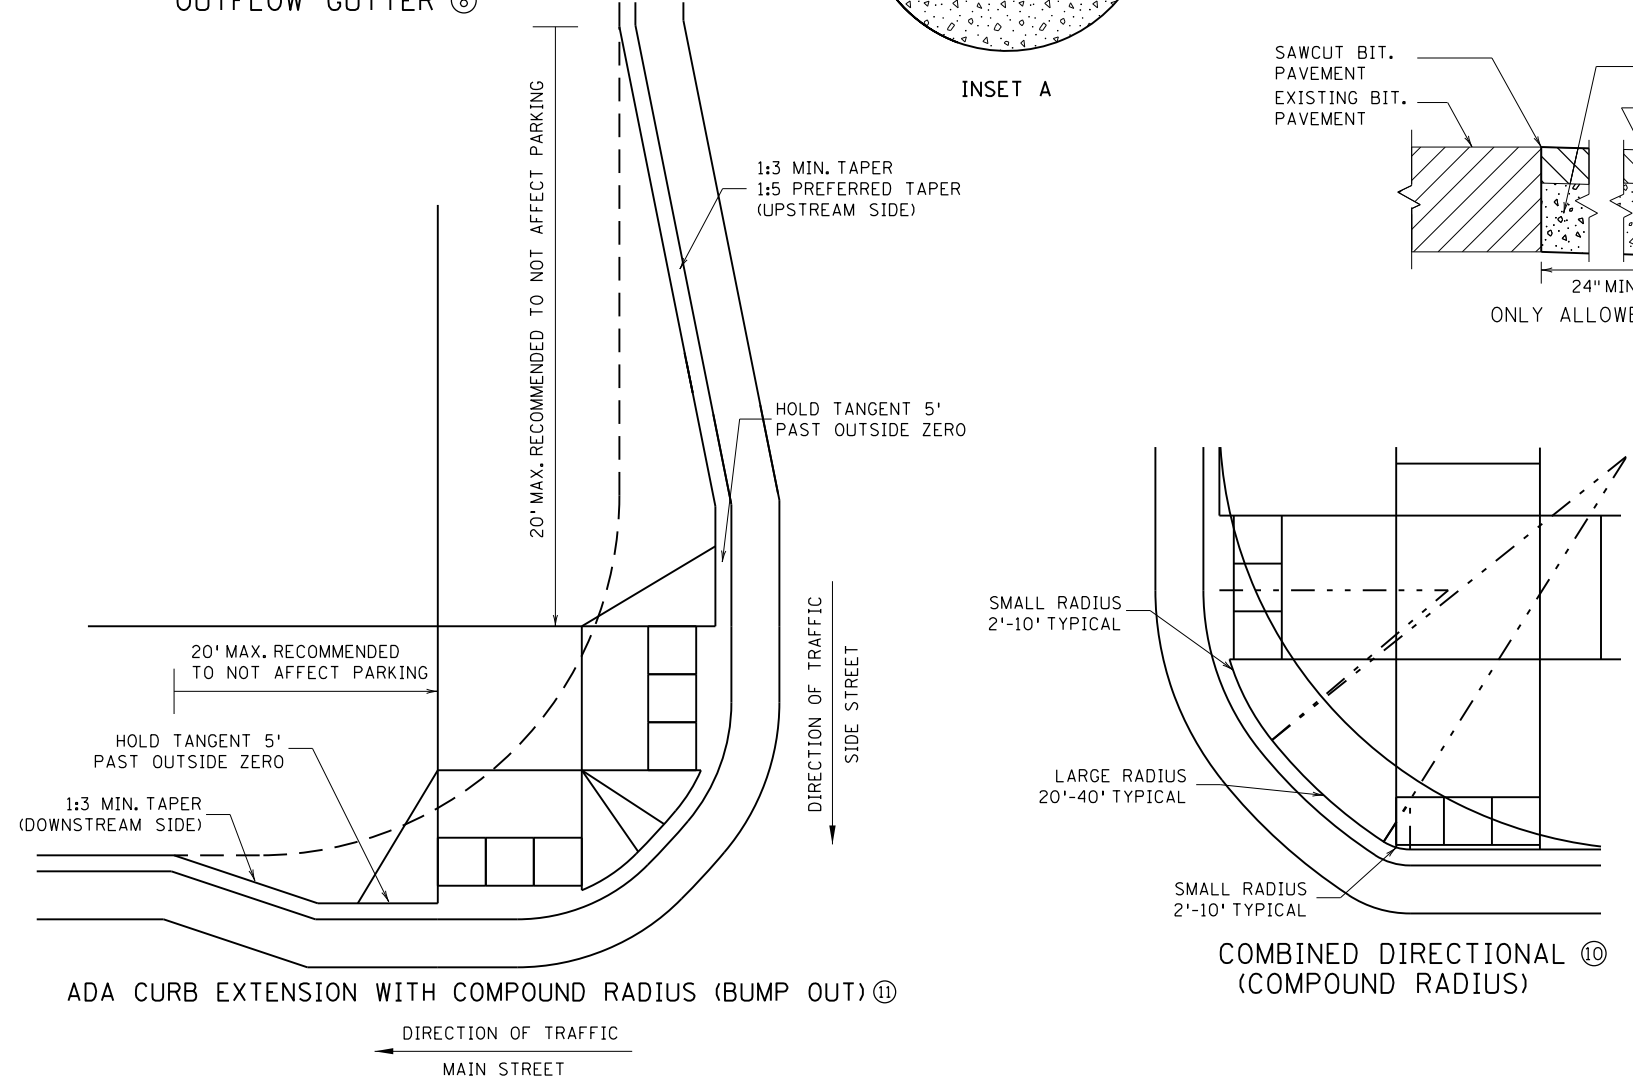 OUTFLOW GUTTER 8
INSET A
SAWCUT BIT.
PAVEMENT
EXISTING BIT.
PAVEMENT
24" MIN
ONLY ALLOWE
20' MAX. RECOMMENDED TO NOT AFFECT PARKING
1:3 MIN. TAPER
1:5 PREFERRED TAPER
(UPSTREAM SIDE)
HOLD TANGENT 5'
PAST OUTSIDE ZERO
20' MAX. RECOMMENDED
TO NOT AFFECT PARKING
HOLD TANGENT 5'
PAST OUTSIDE ZERO
1:3 MIN. TAPER
(DOWNSTREAM SIDE)
DIRECTION OF TRAFFIC
SIDE STREET
ADA CURB EXTENSION WITH COMPOUND RADIUS (BUMP OUT) 11
DIRECTION OF TRAFFIC
MAIN STREET
SMALL RADIUS
2'-10' TYPICAL
LARGE RADIUS
20'-40' TYPICAL
SMALL RADIUS
2'-10' TYPICAL
COMBINED DIRECTIONAL 10
(COMPOUND RADIUS)